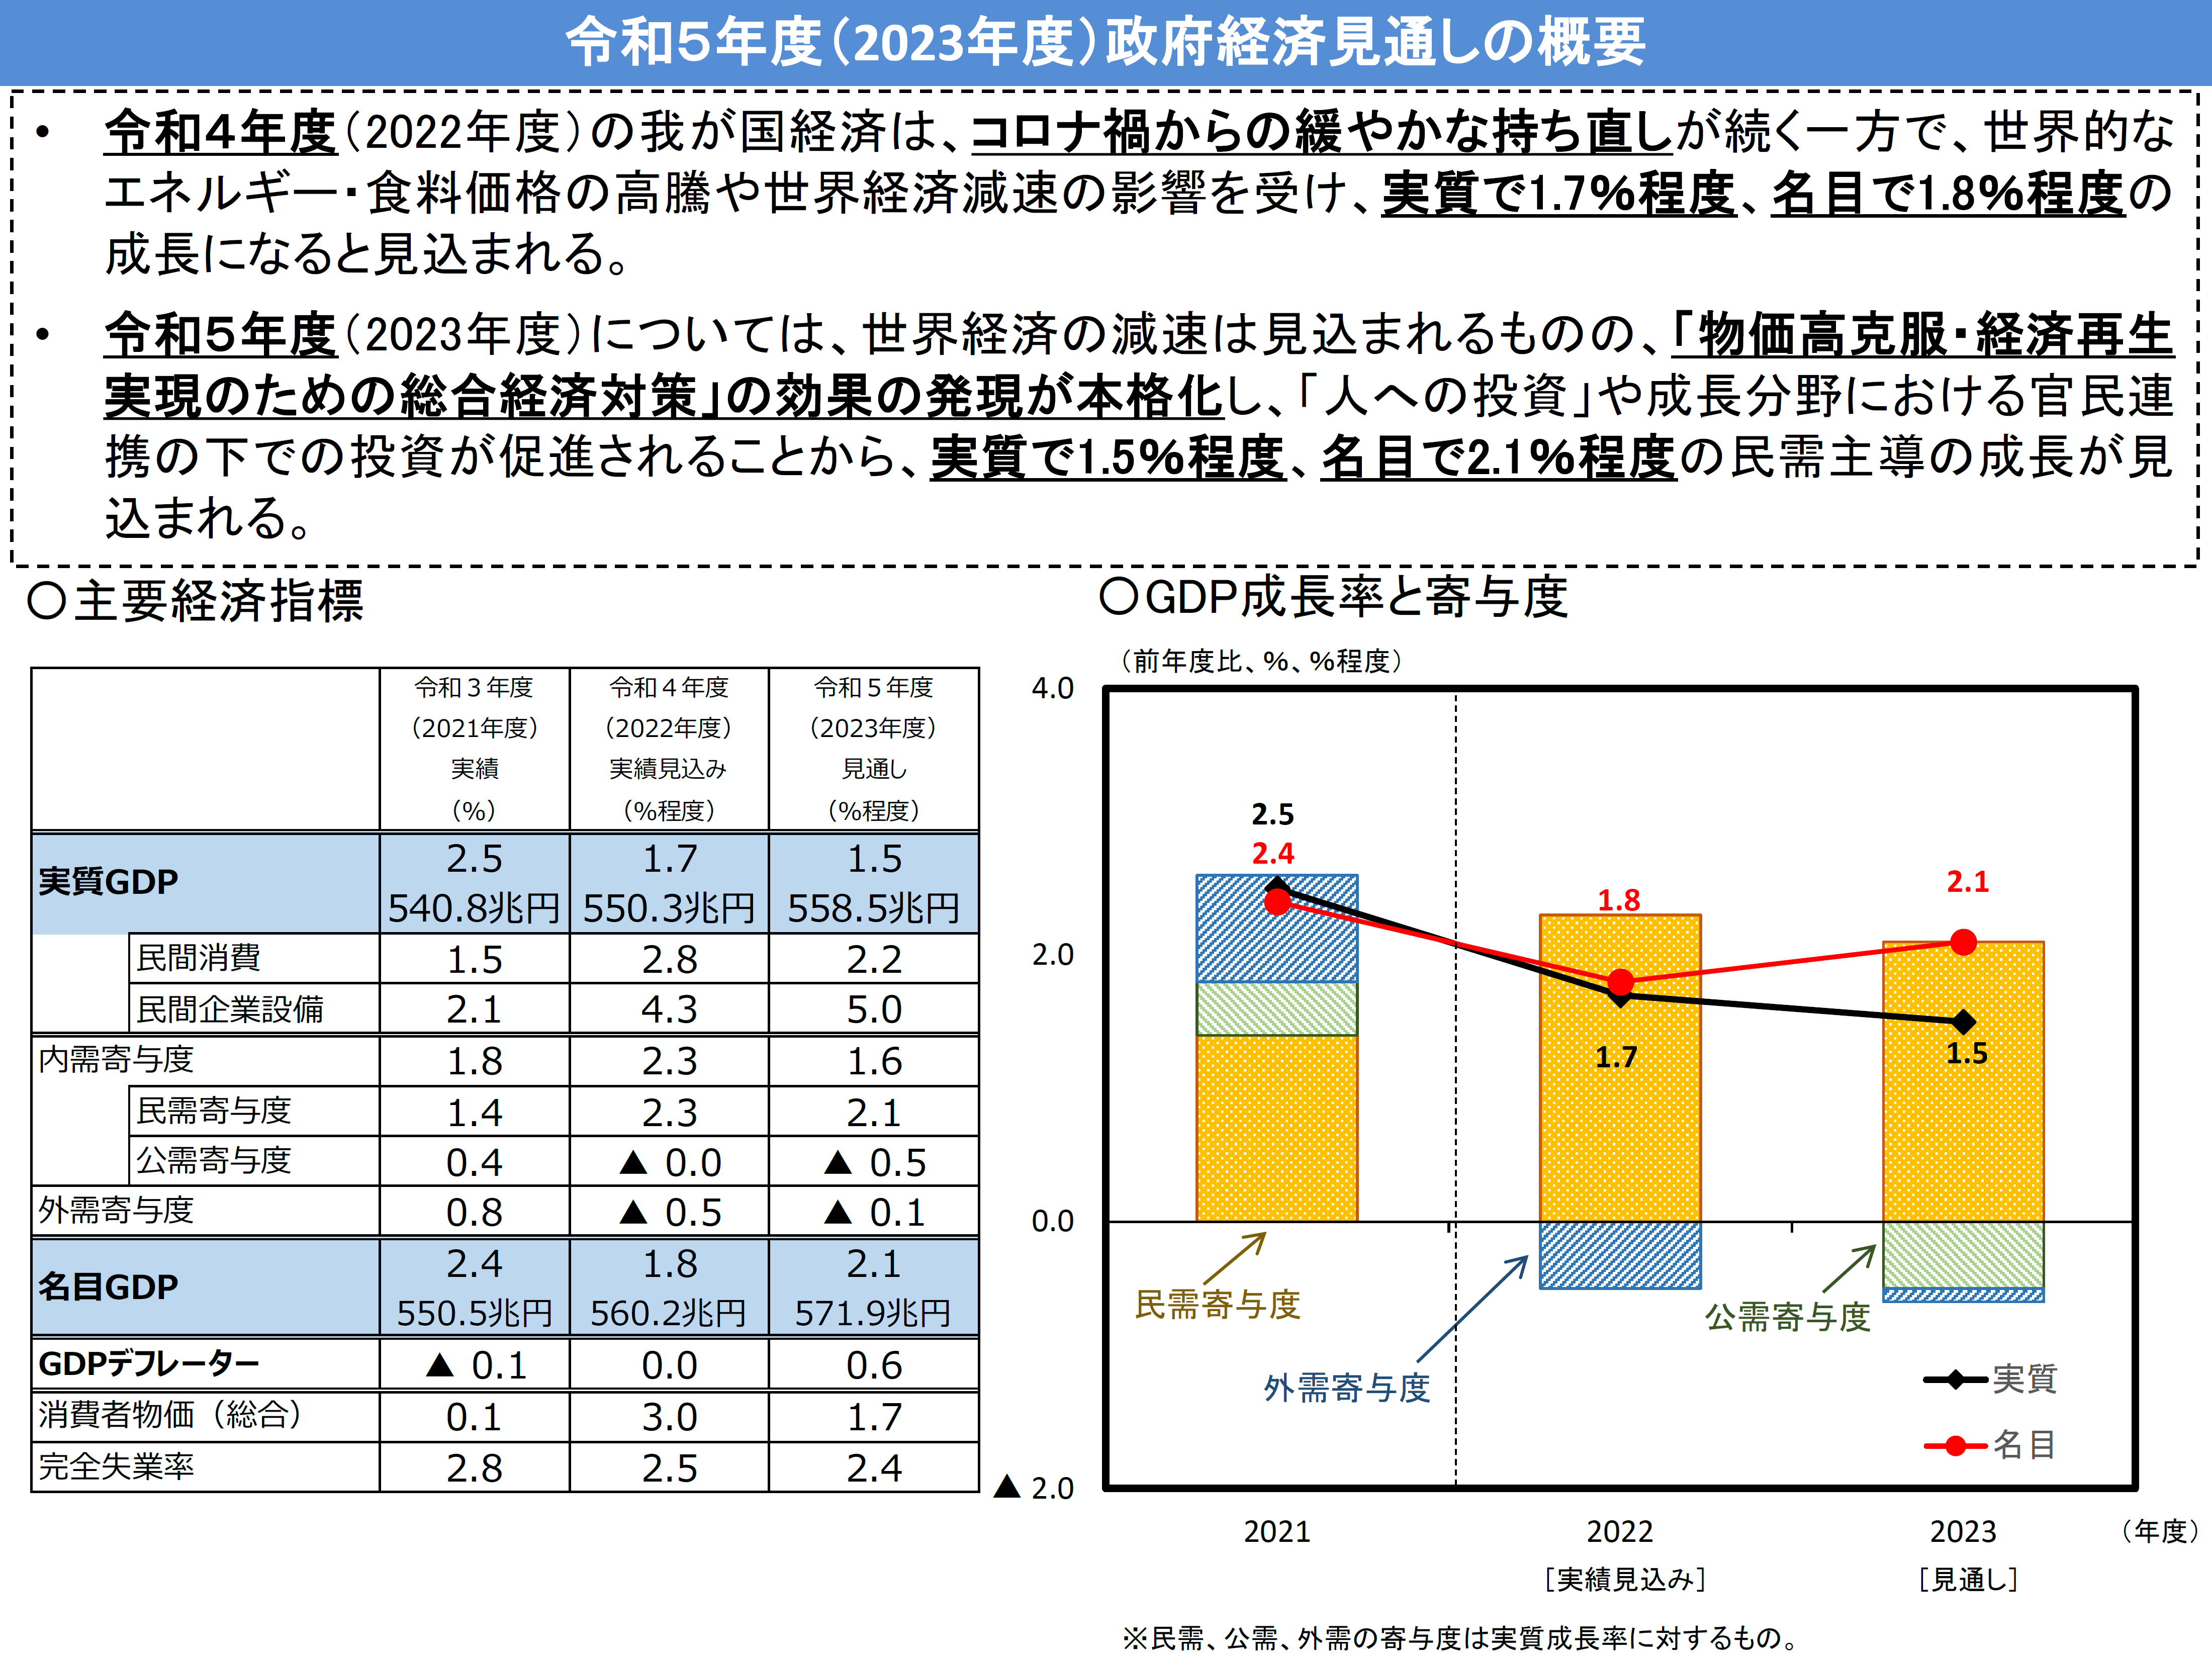 令和５年度（2023年度）政府経済見通しの概要
• 令和４年度（2022年度）の我が国経済は、コロナ禍からの緩やかな持ち直しが続く一方で、世界的な
エネルギー・食料価格の高騰や世界経済減速の影響を受け、実質で1.7％程度、名目で1.8％程度の
成長になると見込まれる。
• 令和５年度（2023年度）については、世界経済の減速は見込まれるものの、「物価高克服・経済再生
実現のための総合経済対策」の効果の発現が本格化し、「人への投資」や成長分野における官民連
携の下での投資が促進されることから、実質で1.5％程度、名目で2.1％程度の民需主導の成長が見
込まれる。
〇主要経済指標
令和３年度 令和４年度 令和５年度
（2021年度） （2022年度） （2023年度）
実績 実績見込み 見通し
（%） （%程度） （%程度）
実質GDP 2.5 1.7 1.5
540.8兆円 550.3兆円 558.5兆円
民間消費 1.5 2.8 2.2
民間企業設備 2.1 4.3 5.0
内需寄与度 1.8 2.3 1.6
民需寄与度 1.4 2.3 2.1
公需寄与度 0.4 ▲ 0.0 ▲ 0.5
外需寄与度 0.8 ▲ 0.5 ▲ 0.1
名目GDP 2.4 1.8 2.1
550.5兆円 560.2兆円 571.9兆円
GDPデフレーター ▲ 0.1 0.0 0.6
消費者物価（総合） 0.1 3.0 1.7
完全失業率 2.8 2.5 2.4
〇GDP成長率と寄与度
（前年度比、％、％程度）
4.0
2.5
2.4
1.8
2.1
2.0
1.7
1.5
0.0
民需寄与度
外需寄与度
公需寄与度
実質
名目
▲ 2.0
2021 2022 2023 （年度）
［実績見込み］ ［見通し］
※民需、公需、外需の寄与度は実質成長率に対するもの。